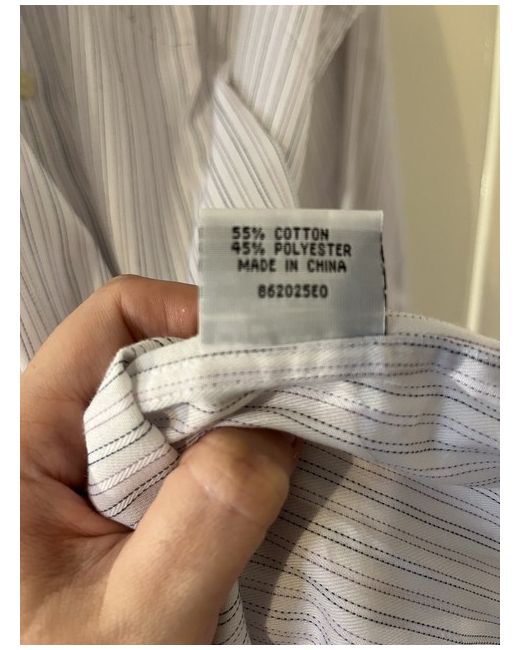 55% COTTON
45% POLYESTER
MADE IN CHINA
862025E0